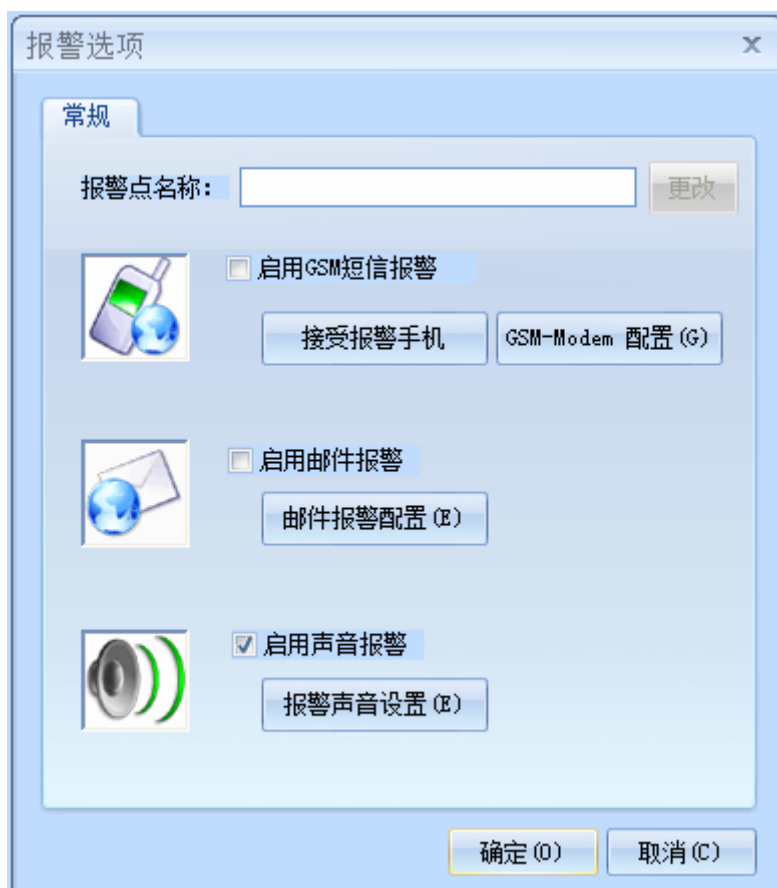 报警选项
常规
报警点名称：
更改
启用GSM短信报警
接受报警手机
GSM-Modem 配置(G)
启用邮件报警
邮件报警配置(E)
启用声音报警
报警声音设置(E)
确定(O)
取消(C)